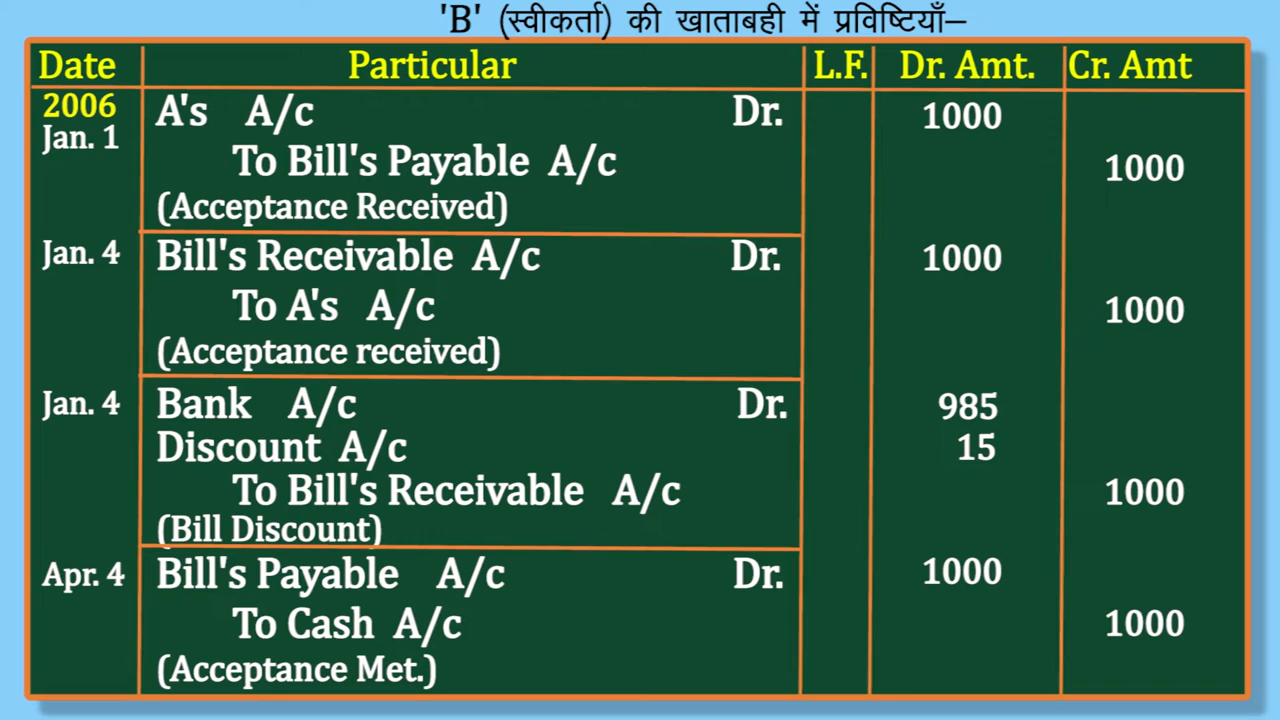 'B' (स्वीकर्ता) की खाताबही में प्रविष्टियाँ–
Date Particular L.F. Dr. Amt. Cr. Amt
2006
Jan. 1 A's A/c Dr. 1000
To Bill's Payable A/c 1000
(Acceptance Received)
Jan. 4 Bill's Receivable A/c Dr. 1000
To A's A/c 1000
(Acceptance received)
Jan. 4 Bank A/c Dr. 985
Discount A/c 15
To Bill's Receivable A/c 1000
(Bill Discount)
Apr. 4 Bill's Payable A/c Dr. 1000
To Cash A/c 1000
(Acceptance Met.)